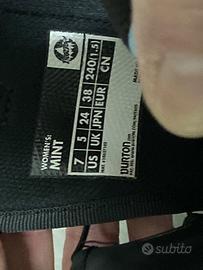 WOMEN'S:
MINT
7 5 24 38 240(1.5)
US UK JPN EUR CN
BURTON
subito